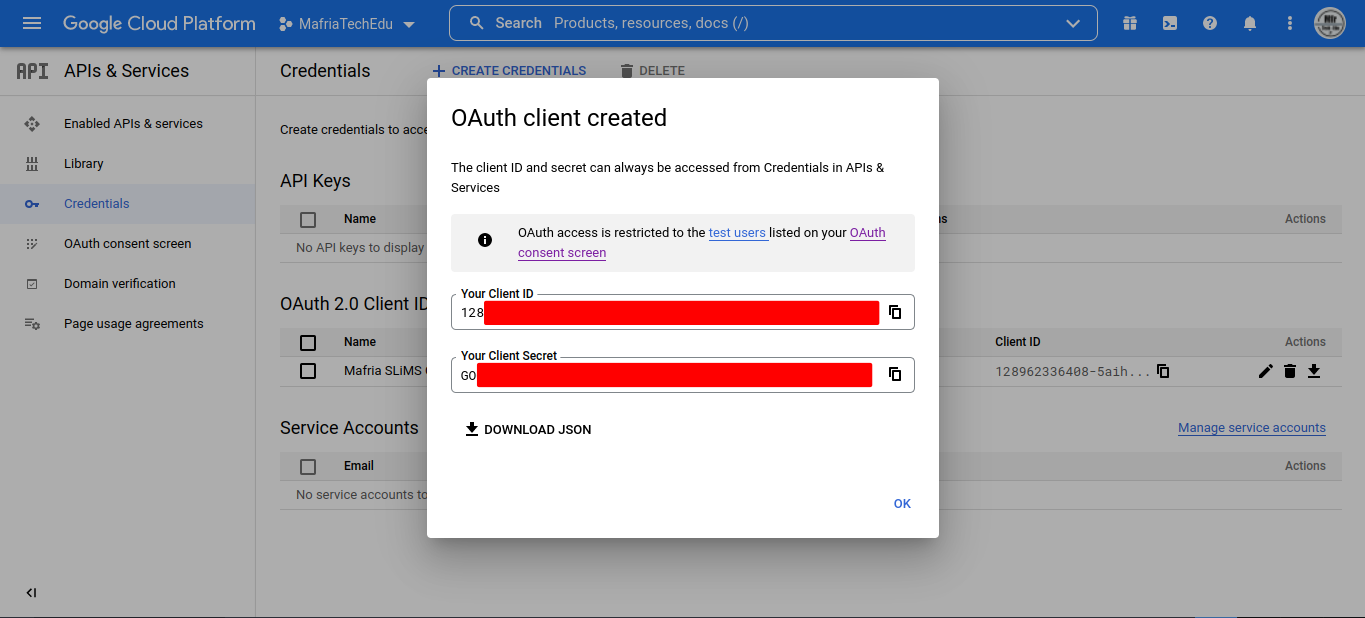 Google Cloud Platform
MafriaTechEdu
Search Products, resources, docs (/)
API APIs & Services
Credentials
CREATE CREDENTIALS
DELETE
Enabled APIs & services
Library
Credentials
OAuth consent screen
Domain verification
Page usage agreements
Create credentials to acce
API Keys
Name
Actions
No API keys to display
OAuth 2.0 Client ID
Name
Client ID
Actions
Mafria SLiMS
128962336408-5aih...
Service Accounts
Manage service accounts
Email
Actions
No service accounts to
OAuth client created
The client ID and secret can always be accessed from Credentials in APIs &
Services
OAuth access is restricted to the test users listed on your OAuth
consent screen
Your Client ID
128
Your Client Secret
GO
DOWNLOAD JSON
OK